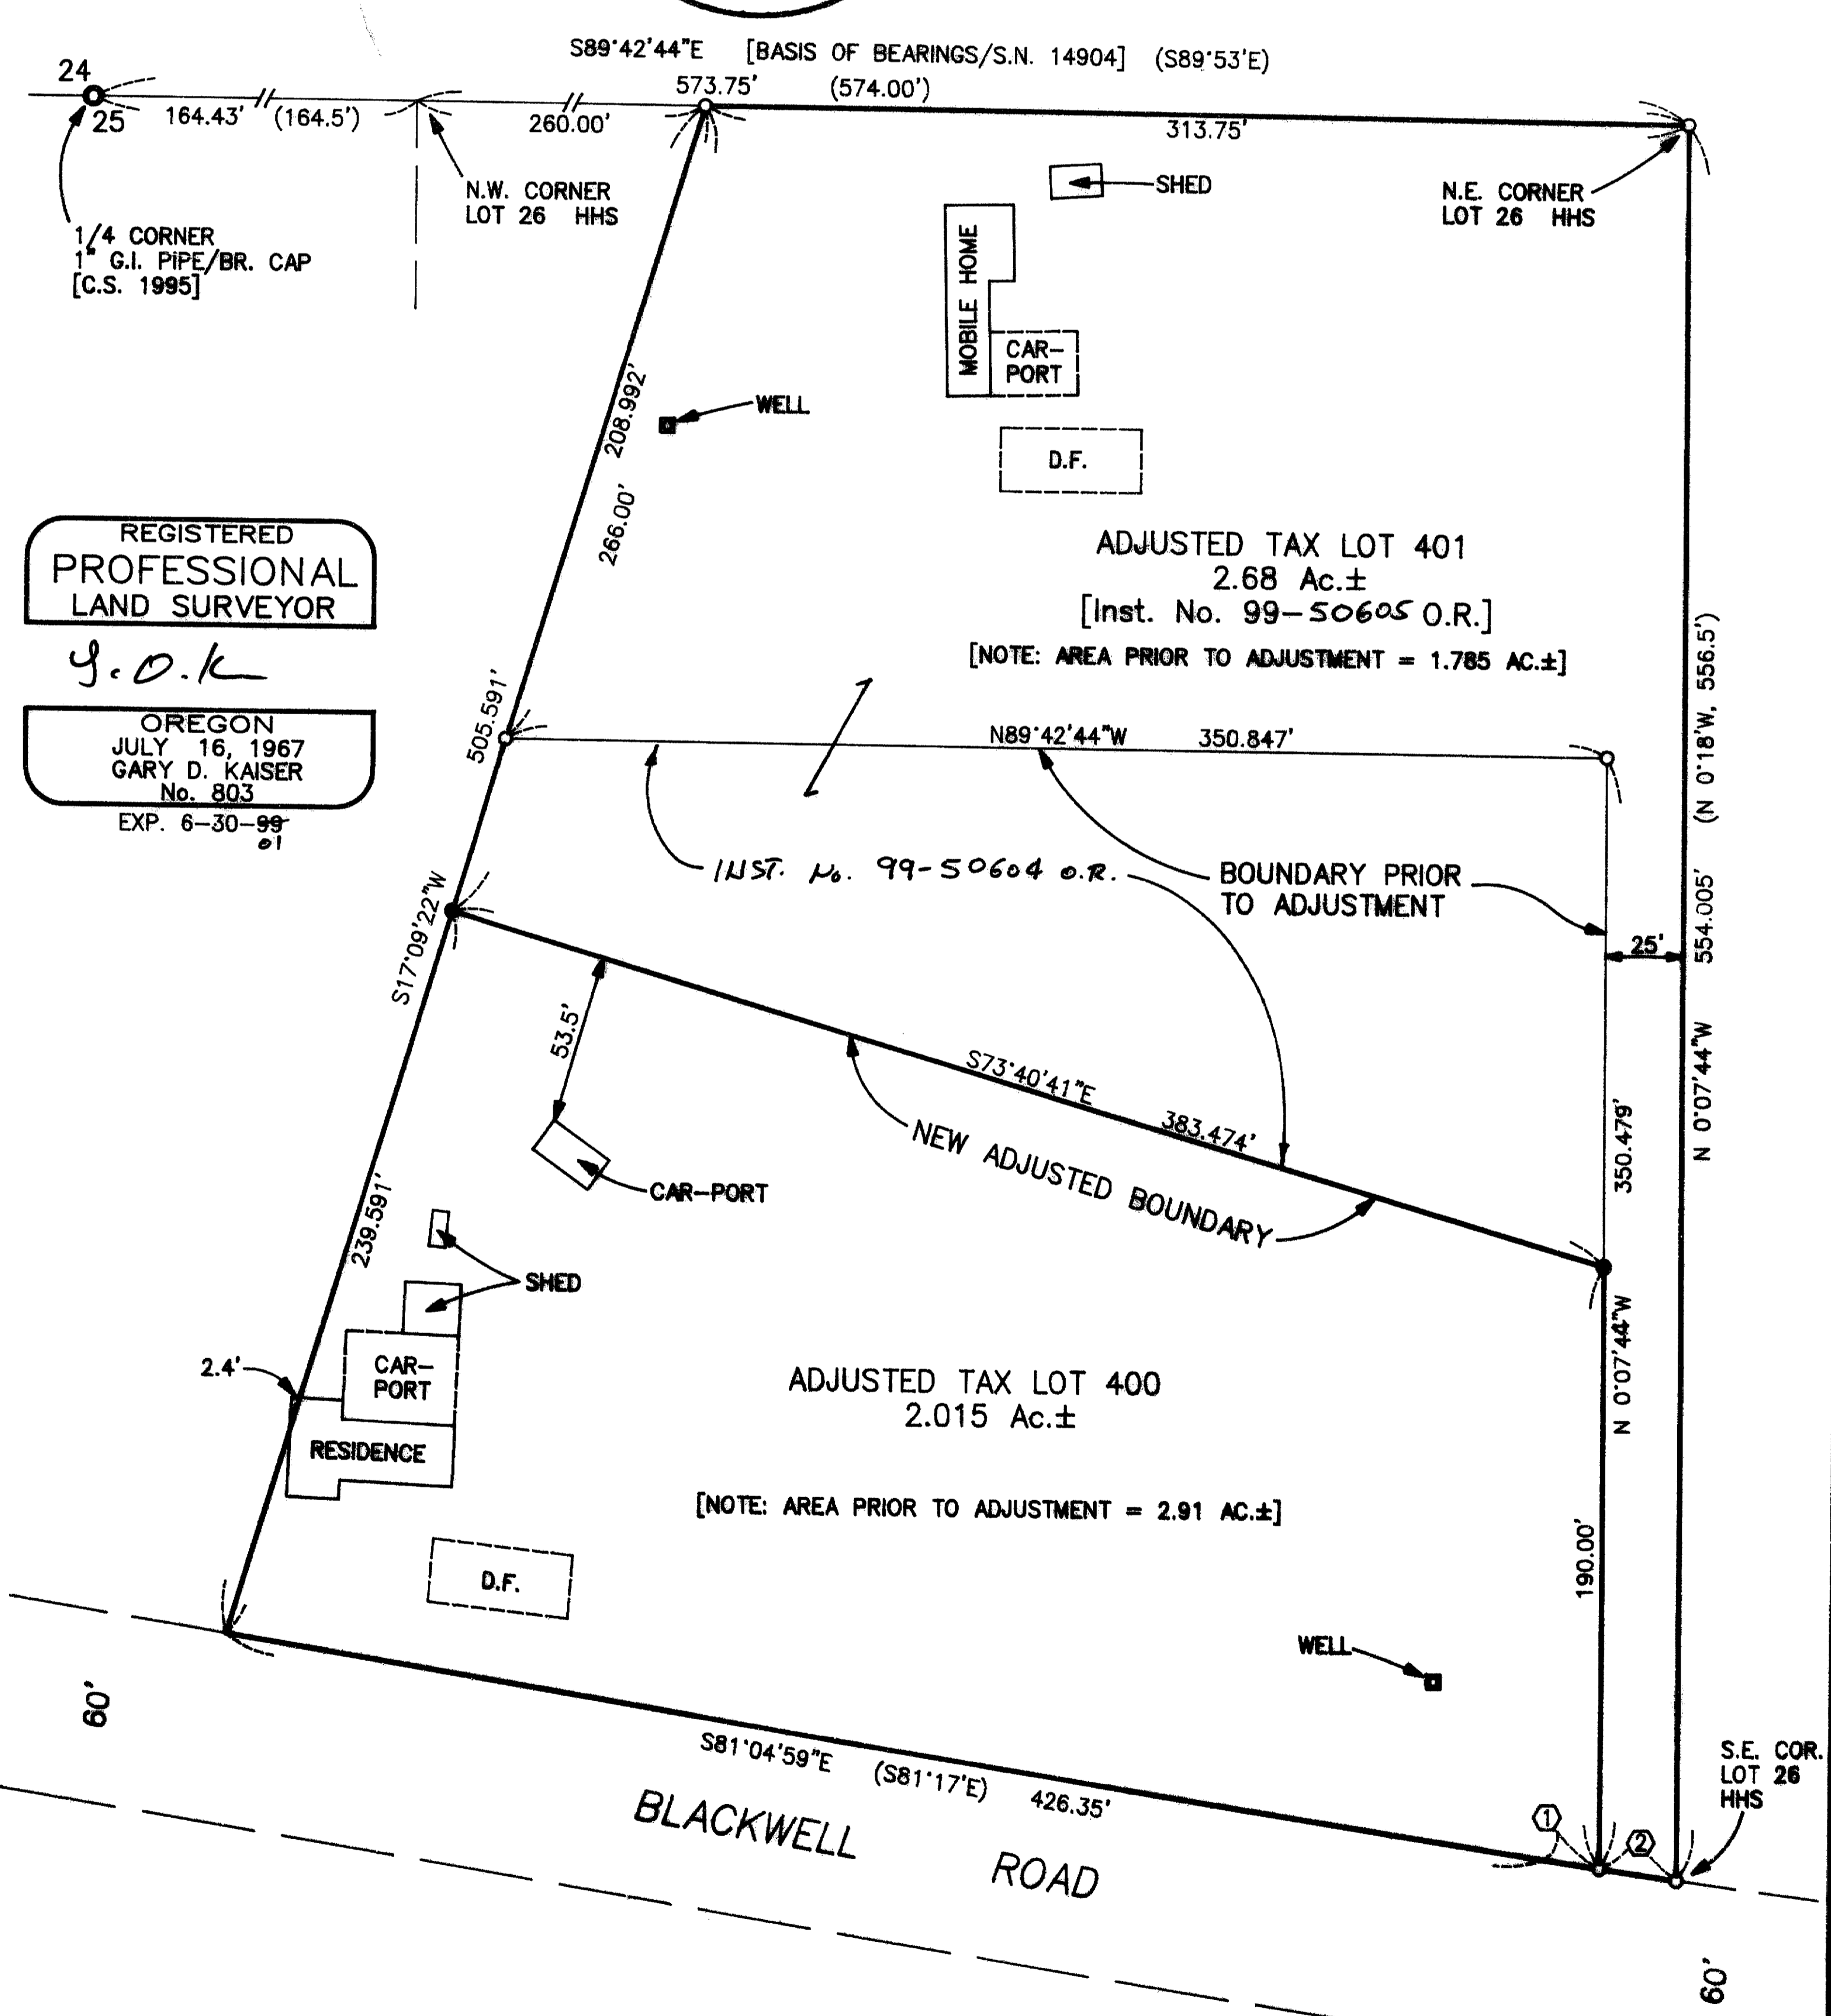 S89°42'44"E [BASIS OF BEARINGS/S.N. 14904] (S89°53'E)
573.75' (574.00')
24
25
164.43' (164.5')
260.00'
313.75'
N.W. CORNER
LOT 26 HHS
1/4 CORNER
1" G.I. PIPE/BR. CAP
[C.S. 1995]
SHED
N.E. CORNER
LOT 26 HHS
MOBILE HOME
CAR-
PORT
WELL
208.992'
266.00'
D.F.
REGISTERED
PROFESSIONAL
LAND SURVEYOR
OREGON
JULY 16, 1967
GARY D. KAISER
No. 803
EXP. 6-30-99
01
ADJUSTED TAX LOT 401
2.68 Ac.±
[Inst. No. 99-50605 O.R.]
[NOTE: AREA PRIOR TO ADJUSTMENT = 1.785 AC.±]
(N 0°18'W, 556.5')
505.591'
N89°42'44"W 350.847'
INST. No. 99-50604 O.R.
BOUNDARY PRIOR
TO ADJUSTMENT
S17°09'22"W
25'
554.005'
N 0°07'44"W
53.5'
S73°40'41"E
383.474'
350.479'
NEW ADJUSTED BOUNDARY
CAR-PORT
239.591'
SHED
2.4'
CAR-
PORT
RESIDENCE
ADJUSTED TAX LOT 400
2.015 Ac.±
N 0°07'44"W
[NOTE: AREA PRIOR TO ADJUSTMENT = 2.91 AC.±]
D.F.
190.00'
WELL
60'
S81°04'59"E (S81°17'E) 426.35'
S.E. COR.
LOT 26
HHS
1
2
BLACKWELL ROAD
60'